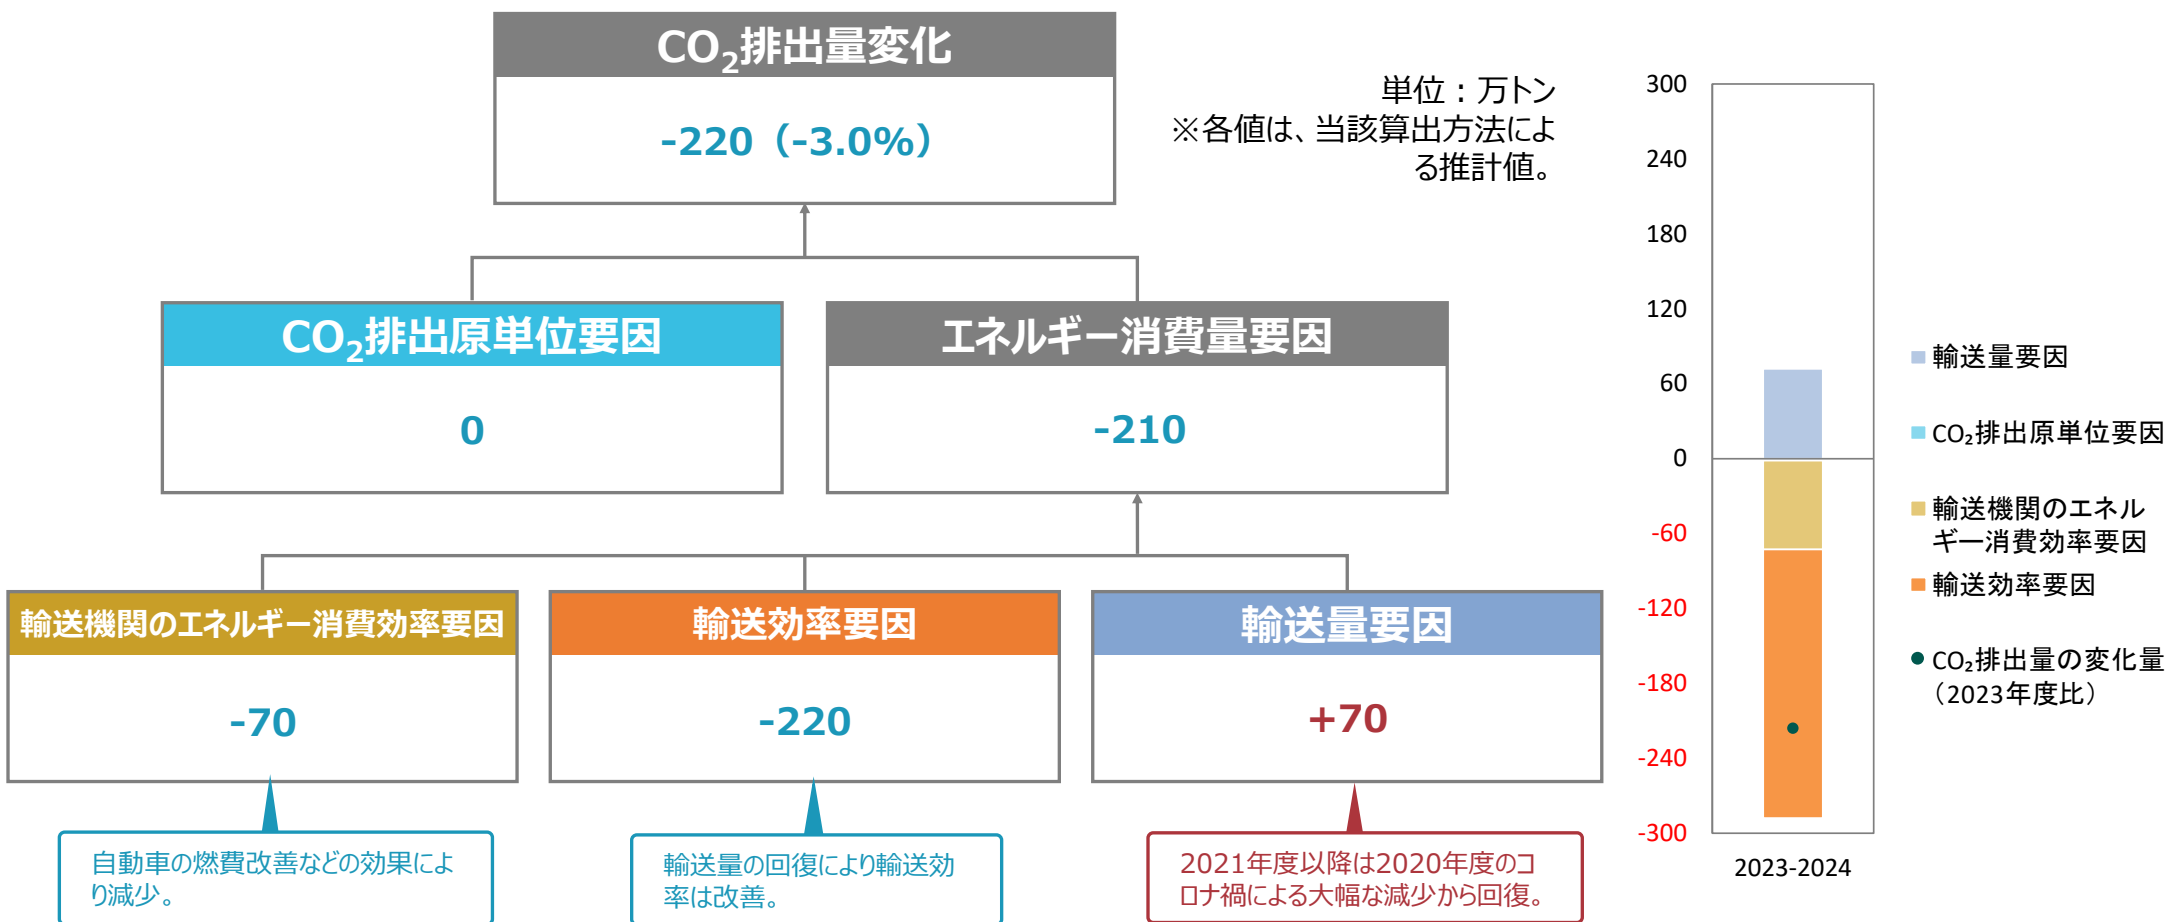 CO₂排出量変化
-220（-3.0%）
単位：万トン
※各値は、当該算出方法によ
る推計値。
CO₂排出原単位要因
0
エネルギー消費量要因
-210
輸送機関のエネルギー消費効率要因
-70
輸送効率要因
-220
輸送量要因
+70
自動車の燃費改善などの効果によ
り減少。
輸送量の回復により輸送効
率は改善。
2021年度以降は2020年度のコ
ロナ禍による大幅な減少から回復。
300
240
180
120
60
0
-60
-120
-180
-240
-300
2023-2024
輸送量要因
CO₂排出原単位要因
輸送機関のエネル
ギー消費効率要因
輸送効率要因
CO₂排出量の変化量
（2023年度比）